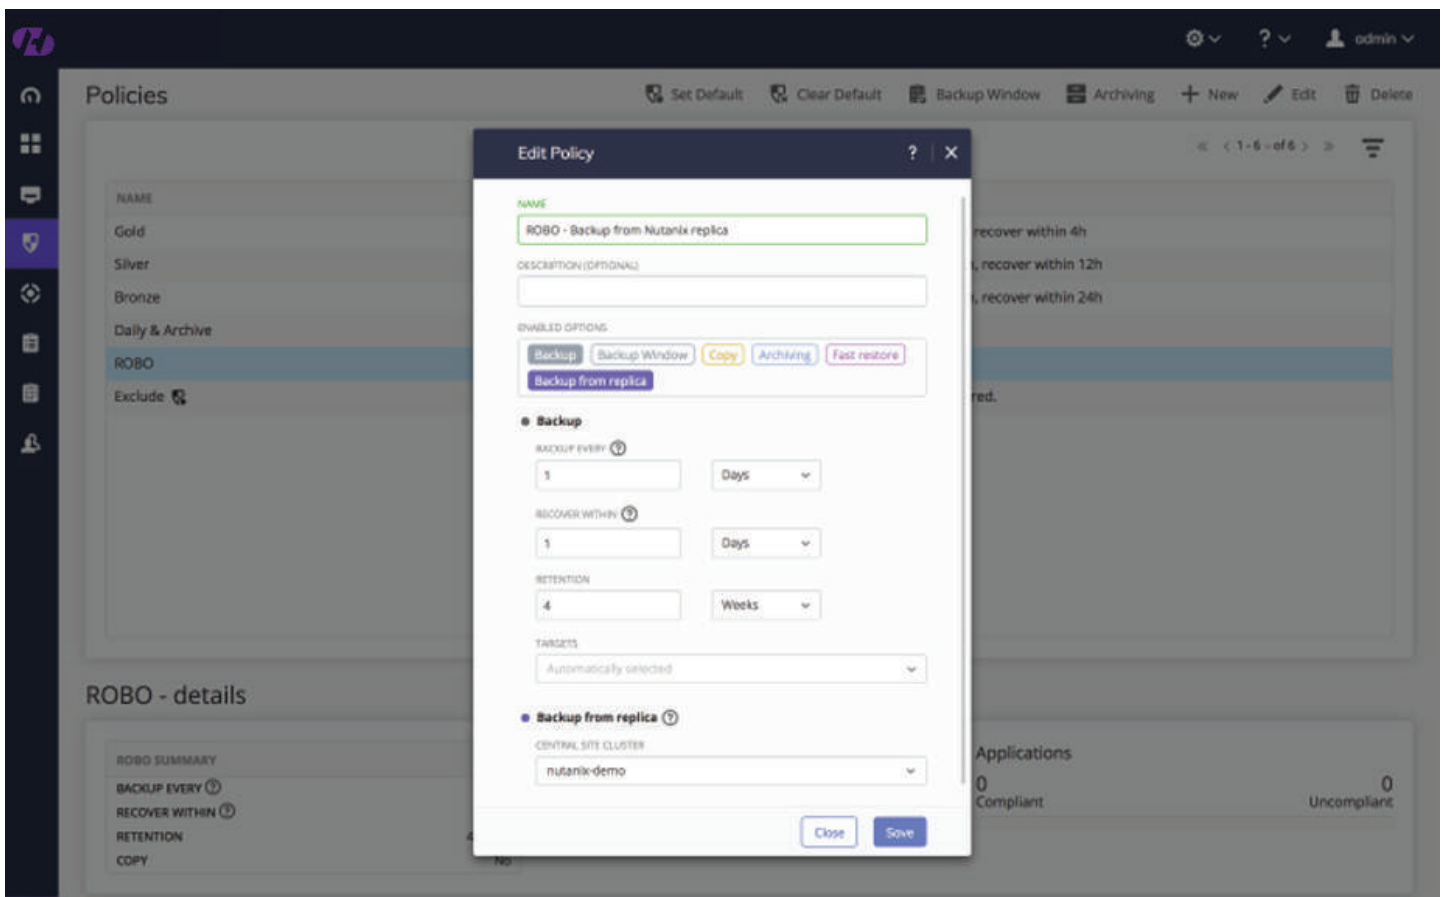 admin
Policies
Set Default
Clear Default
Backup Window
Archiving
New
Edit
Delete
Edit Policy ?
1 - 6 - of 6
NAME
Gold
Silver
Bronze
Daily & Archive
ROBO
Exclude
recover within 4h
, recover within 12h
, recover within 24h
red.
NAME
ROBO - Backup from Nutanix replica
DESCRIPTION (OPTIONAL)
ENABLED OPTIONS
Backup Backup Window Copy Archiving Fast restore
Backup from replica
Backup
BACKUP EVERY ?
1 Days
RECOVER WITHIN ?
1 Days
RETENTION
4 Weeks
TARGETS
Automatically selected
Backup from replica ?
CENTRAL SITE CLUSTER
nutanix-demo
Close Save
ROBO - details
ROBO SUMMARY
BACKUP EVERY ?
RECOVER WITHIN ?
RETENTION 4
COPY No
Applications
0 0
Compliant Uncompliant